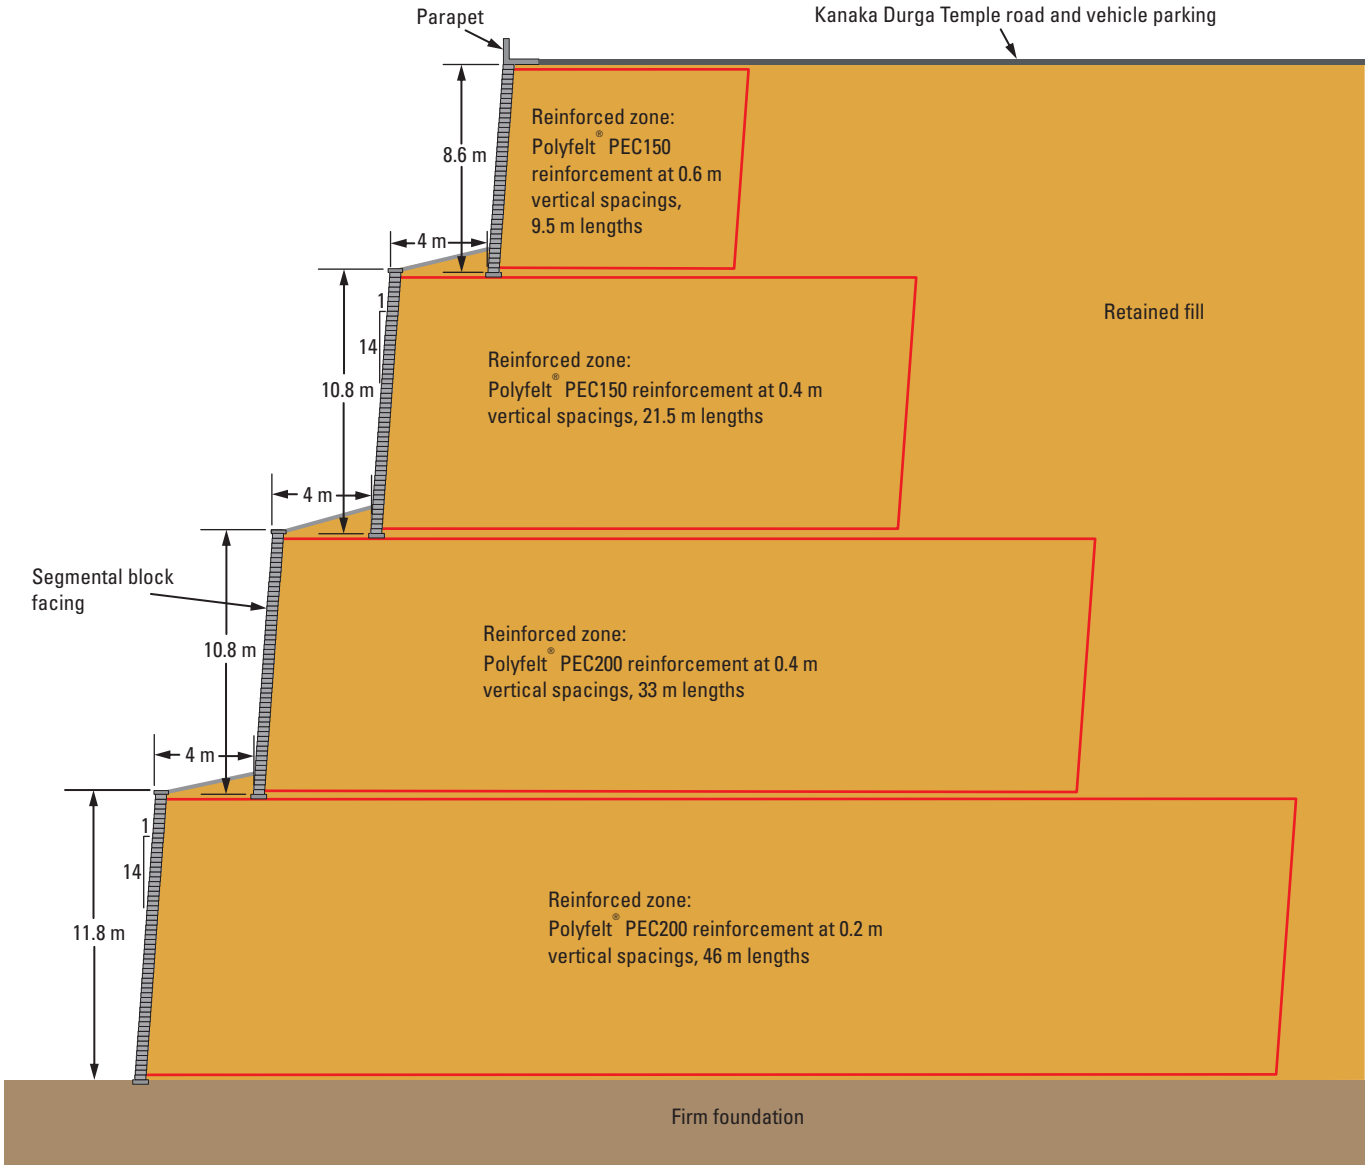 Parapet
Kanaka Durga Temple road and vehicle parking
8.6 m
Reinforced zone:
Polyfelt® PEC150
reinforcement at 0.6 m
vertical spacings,
9.5 m lengths
4 m
1
14
10.8 m
Reinforced zone:
Polyfelt® PEC150 reinforcement at 0.4 m
vertical spacings, 21.5 m lengths
Retained fill
4 m
Segmental block
facing
10.8 m
Reinforced zone:
Polyfelt® PEC200 reinforcement at 0.4 m
vertical spacings, 33 m lengths
4 m
1
14
11.8 m
Reinforced zone:
Polyfelt® PEC200 reinforcement at 0.2 m
vertical spacings, 46 m lengths
Firm foundation